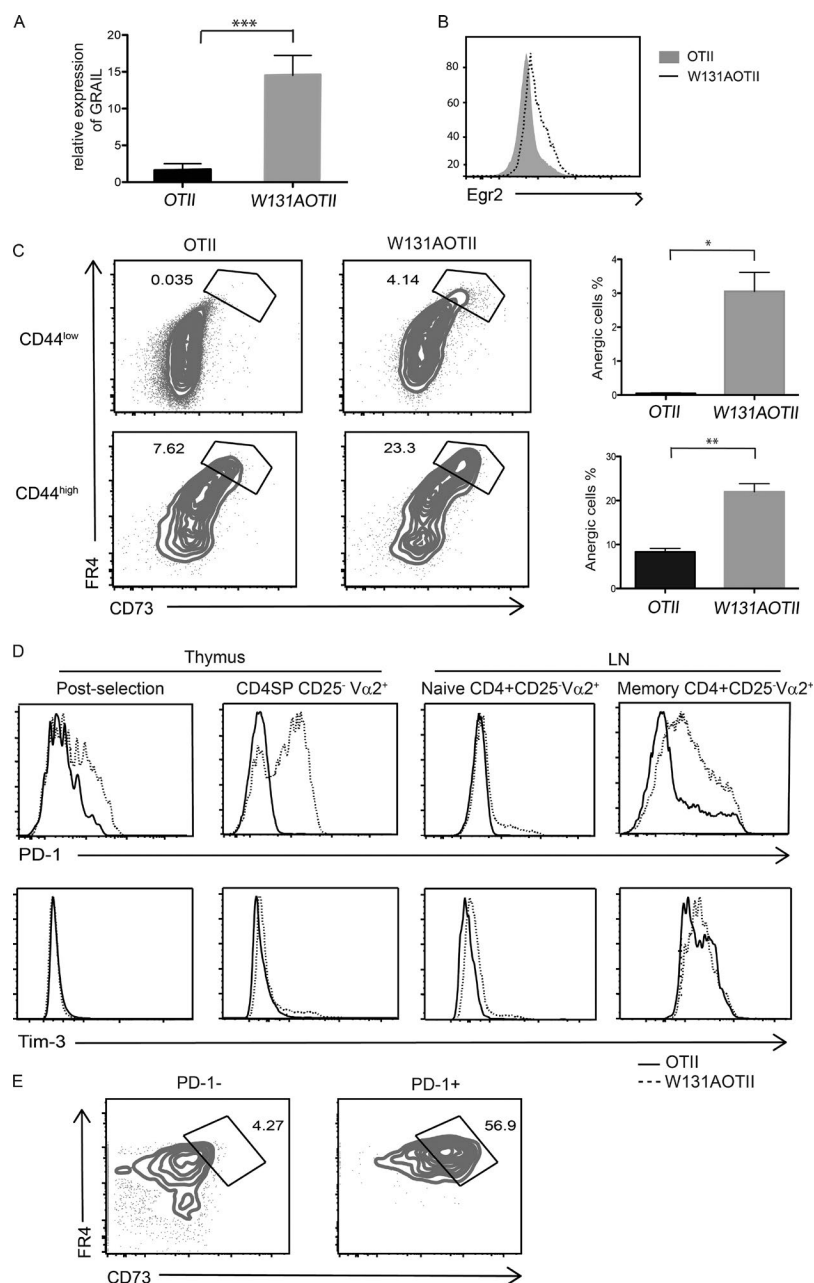 A
***
relative expression
of GRAIL
20
15
10
5
0
OTII
W131AOTII
B
80
60
40
20
Egr2
OTII
W131AOTII
C
OTII
W131AOTII
CD44low
0.035
4.14
CD44high
7.62
23.3
FR4
CD73
*
Anergic cells %
4
3
2
1
0
OTII
W131AOTII
**
Anergic cells %
30
20
10
0
OTII
W131AOTII
D
Thymus
LN
Post-selection
CD4SP CD25- Vα2+
Naive CD4+CD25-Vα2+
Memory CD4+CD25-Vα2+
PD-1
Tim-3
OTII
W131AOTII
E
PD-1-
PD-1+
4.27
56.9
FR4
CD73